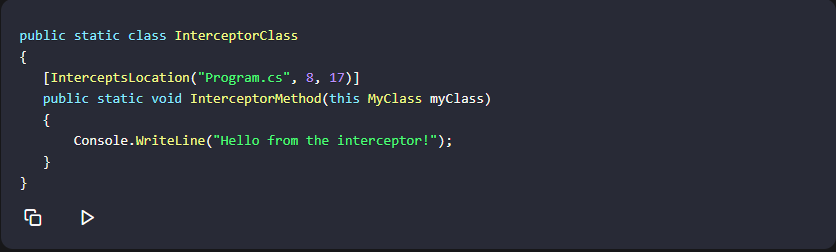 public static class InterceptorClass
{
   [InterceptsLocation("Program.cs", 8, 17)]
   public static void InterceptorMethod(this MyClass myClass)
   {
       Console.WriteLine("Hello from the interceptor!");
   }
}